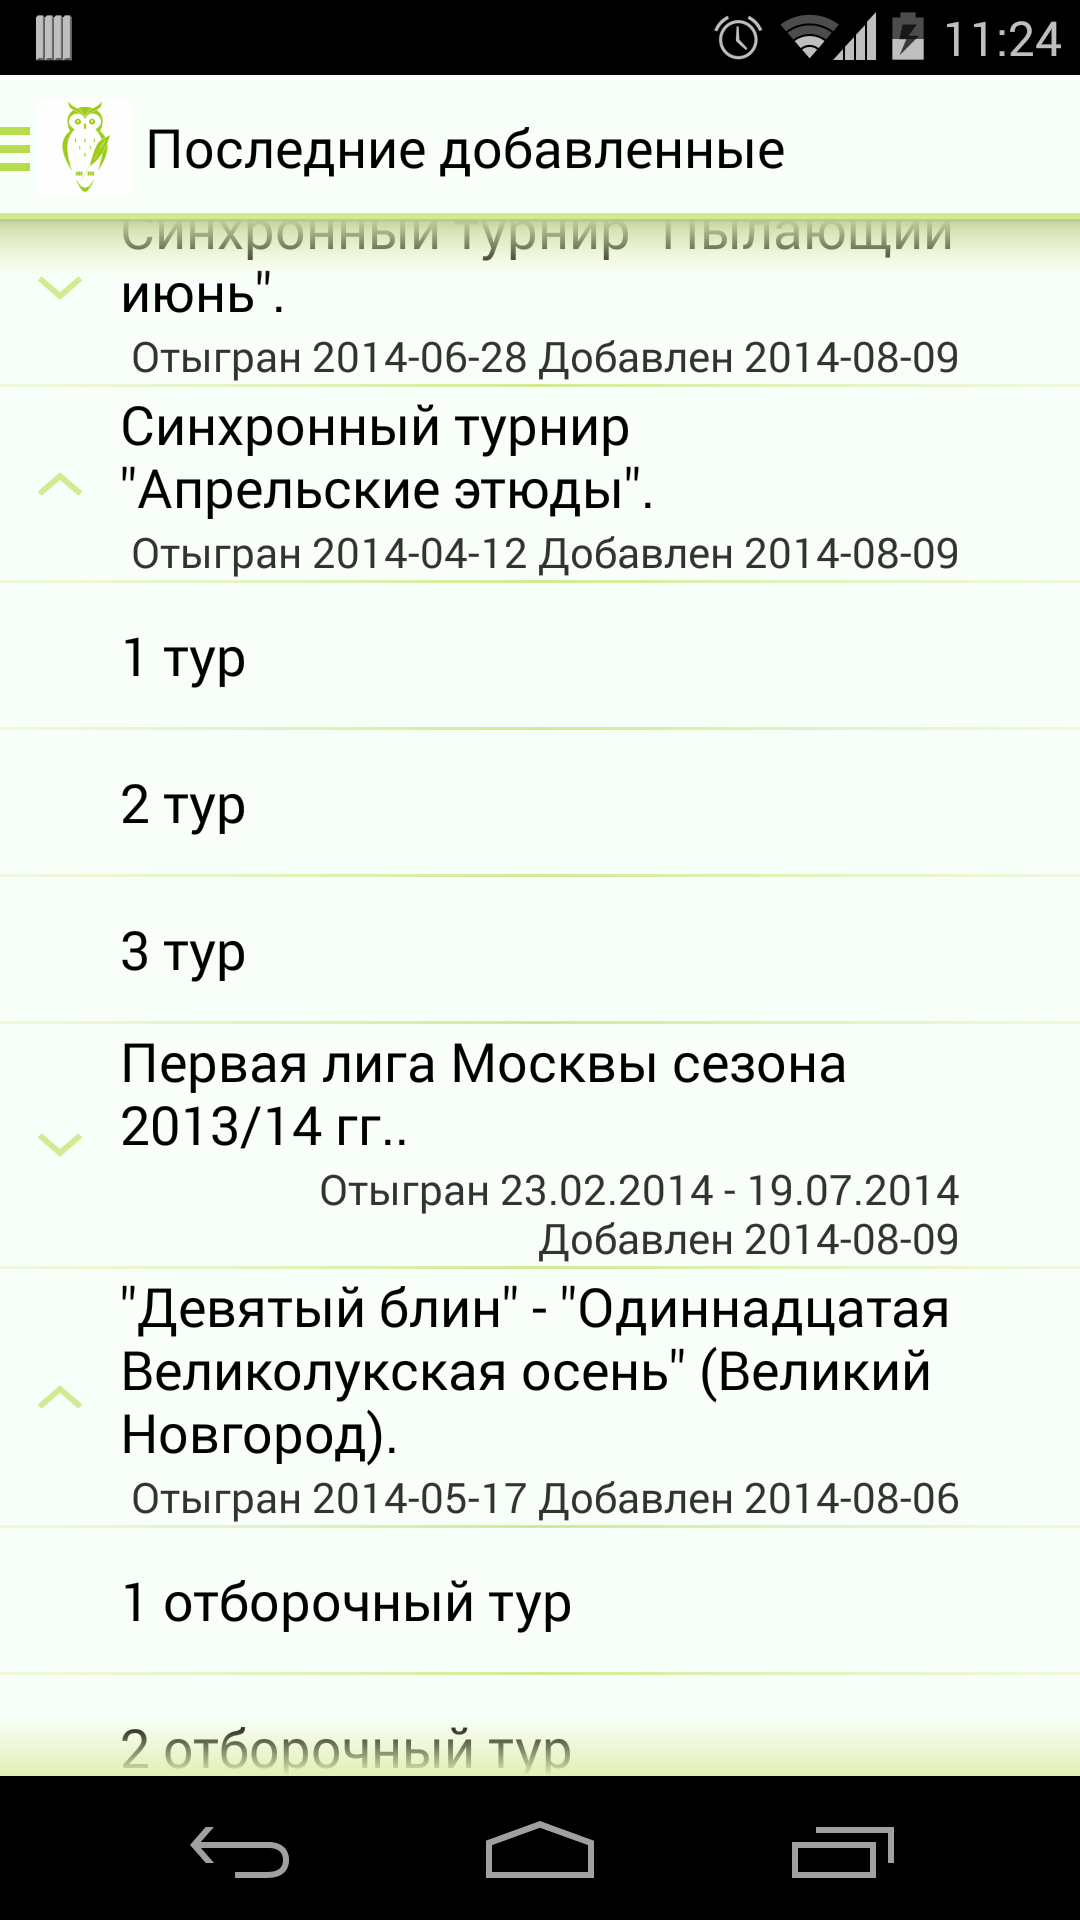 11:24
Последние добавленные
Синхронный турнир "Пылающий
июнь".
Отыгран 2014-06-28 Добавлен 2014-08-09
Синхронный турнир
"Апрельские этюды".
Отыгран 2014-04-12 Добавлен 2014-08-09
1 тур
2 тур
3 тур
Первая лига Москвы сезона
2013/14 гг..
Отыгран 23.02.2014 - 19.07.2014
Добавлен 2014-08-09
"Девятый блин" - "Одиннадцатая
Великолукская осень" (Великий
Новгород).
Отыгран 2014-05-17 Добавлен 2014-08-06
1 отборочный тур
2 отборочный тур